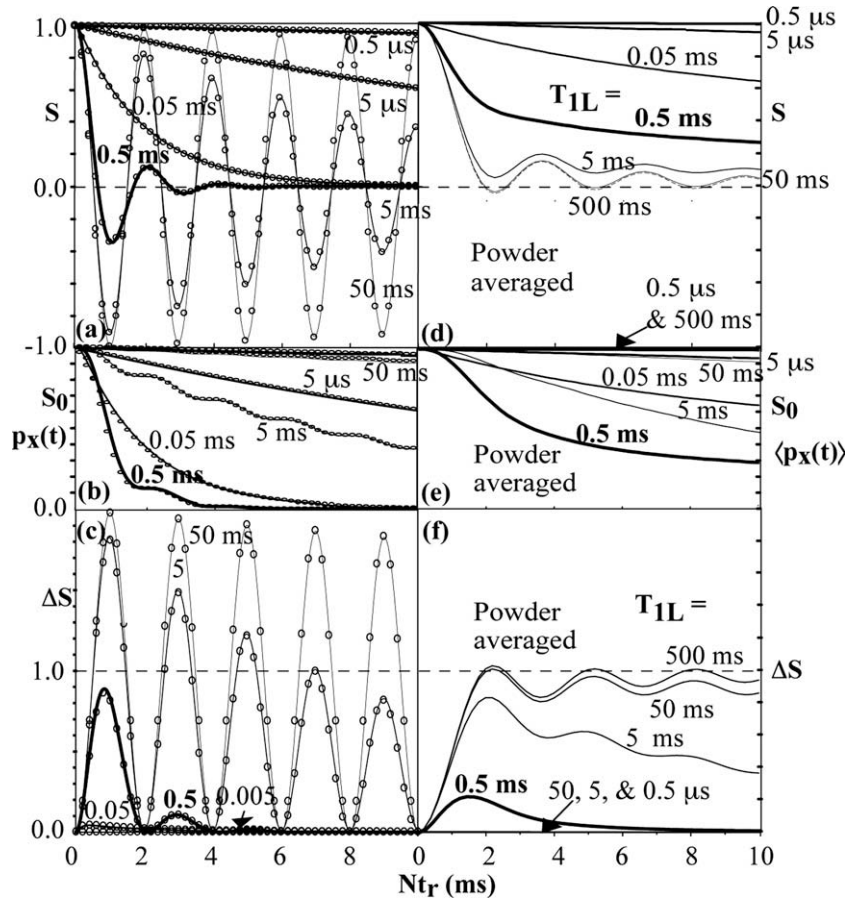 1.0
0.5 μs
5 μs
0.05 ms
S
0.5 ms
0.0
5 ms
50 ms
(a)
-1.0
0.5 μs
5 μs
0.05 ms
T1L =
S
0.5 ms
5 ms
50 ms
500 ms
Powder
averaged
0.5 μs
& 500 ms
(d)
S0
px(t)
5 μs
50 ms
5 ms
0.05 ms
0.5 ms
0.0
(b)
5 μs
50 ms
0.05 ms
5 ms
S0
0.5 ms
⟨px(t)⟩
Powder
averaged
(e)
(c)
50 ms
5
ΔS
1.0
0.005
0.5
0.05
0.0
0 2 4 6 8 0
(f)
Powder
averaged
T1L =
500 ms
ΔS
50 ms
5 ms
0.5 ms
50, 5, & 0.5 μs
2 4 6 8 10
Ntr (ms)